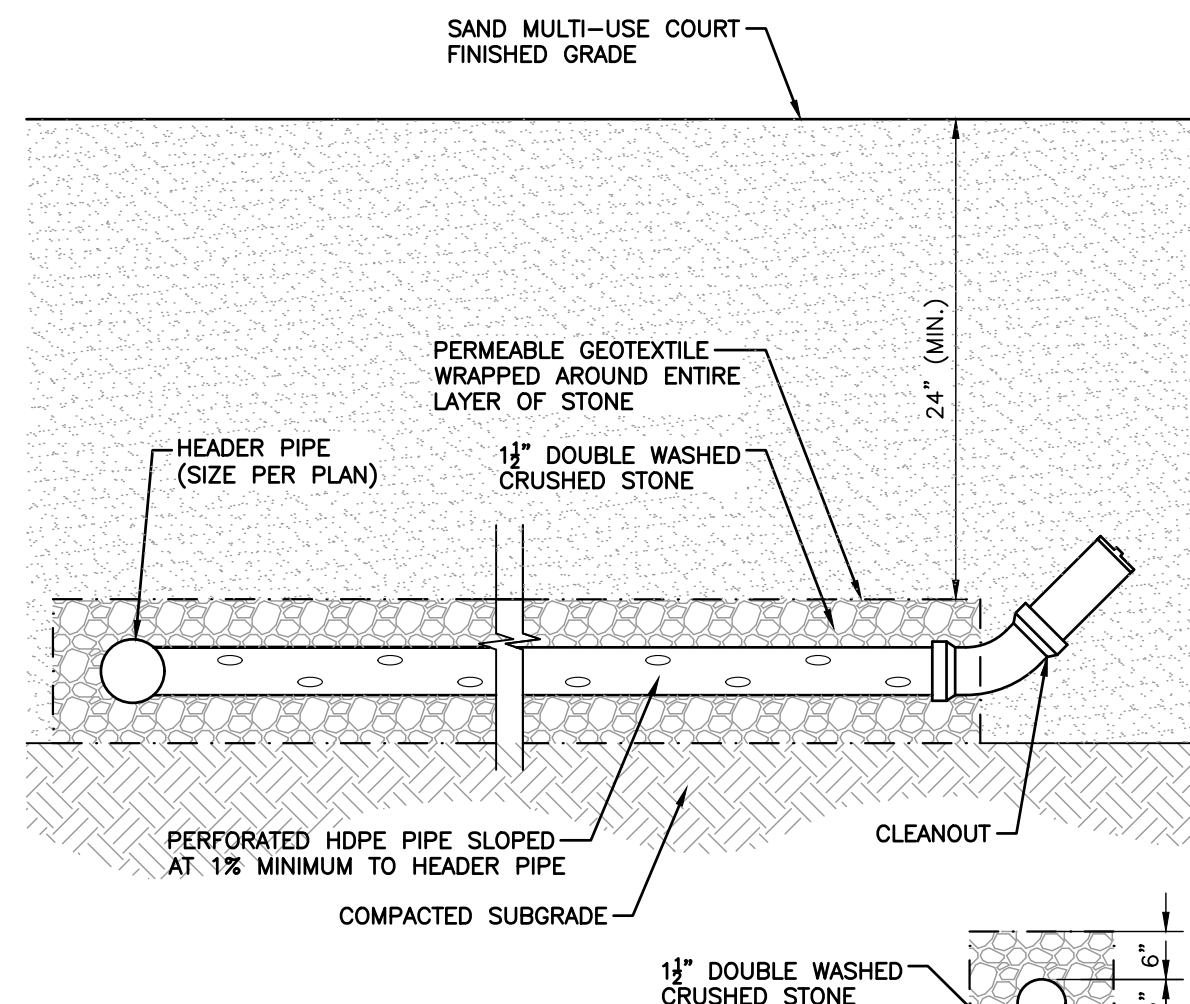 SAND MULTI-USE COURT
FINISHED GRADE
24" (MIN.)
PERMEABLE GEOTEXTILE
WRAPPED AROUND ENTIRE
LAYER OF STONE
HEADER PIPE
(SIZE PER PLAN)
1½" DOUBLE WASHED
CRUSHED STONE
PERFORATED HDPE PIPE SLOPED
AT 1% MINIMUM TO HEADER PIPE
CLEANOUT
COMPACTED SUBGRADE
6"
1½" DOUBLE WASHED
CRUSHED STONE